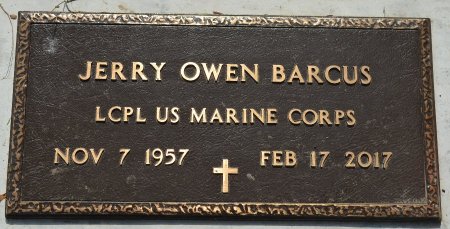 JERRY OWEN BARCUS
LCPL US MARINE CORPS
NOV 7 1957 FEB 17 2017